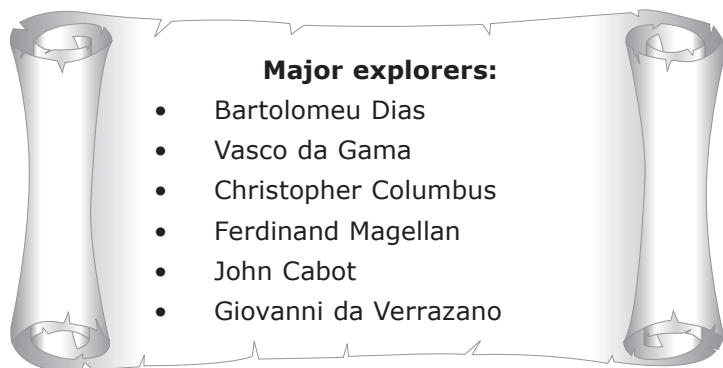 Major explorers:
• Bartolomeu Dias
• Vasco da Gama
• Christopher Columbus
• Ferdinand Magellan
• John Cabot
• Giovanni da Verrazano